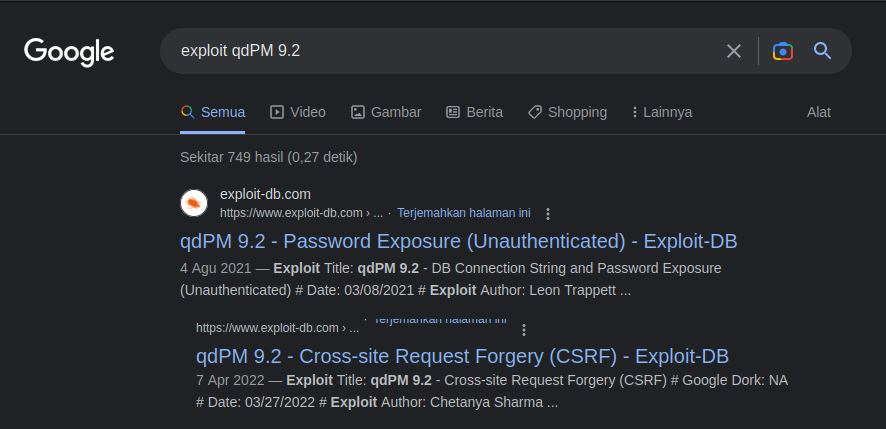 Google
exploit qdPM 9.2
Semua Video Gambar Berita Shopping Lainnya Alat
Sekitar 749 hasil (0,27 detik)
exploit-db.com
https://www.exploit-db.com › ... · Terjemahkan halaman ini
qdPM 9.2 - Password Exposure (Unauthenticated) - Exploit-DB
4 Agu 2021 — Exploit Title: qdPM 9.2 - DB Connection String and Password Exposure
(Unauthenticated) # Date: 03/08/2021 # Exploit Author: Leon Trappett ...
https://www.exploit-db.com › ... · Terjemahkan halaman ini
qdPM 9.2 - Cross-site Request Forgery (CSRF) - Exploit-DB
7 Apr 2022 — Exploit Title: qdPM 9.2 - Cross-site Request Forgery (CSRF) # Google Dork: NA
# Date: 03/27/2022 # Exploit Author: Chetanya Sharma ...